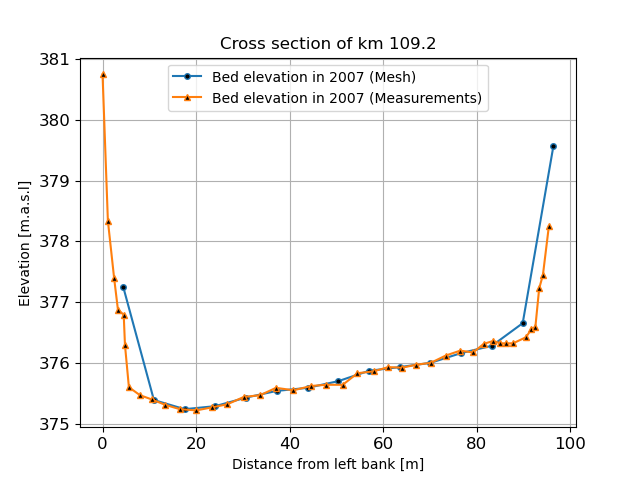 Cross section of km 109.2
Bed elevation in 2007 (Mesh)
Bed elevation in 2007 (Measurements)
381
380
379
378
377
376
375
Elevation [m.a.s.l]
0 20 40 60 80 100
Distance from left bank [m]